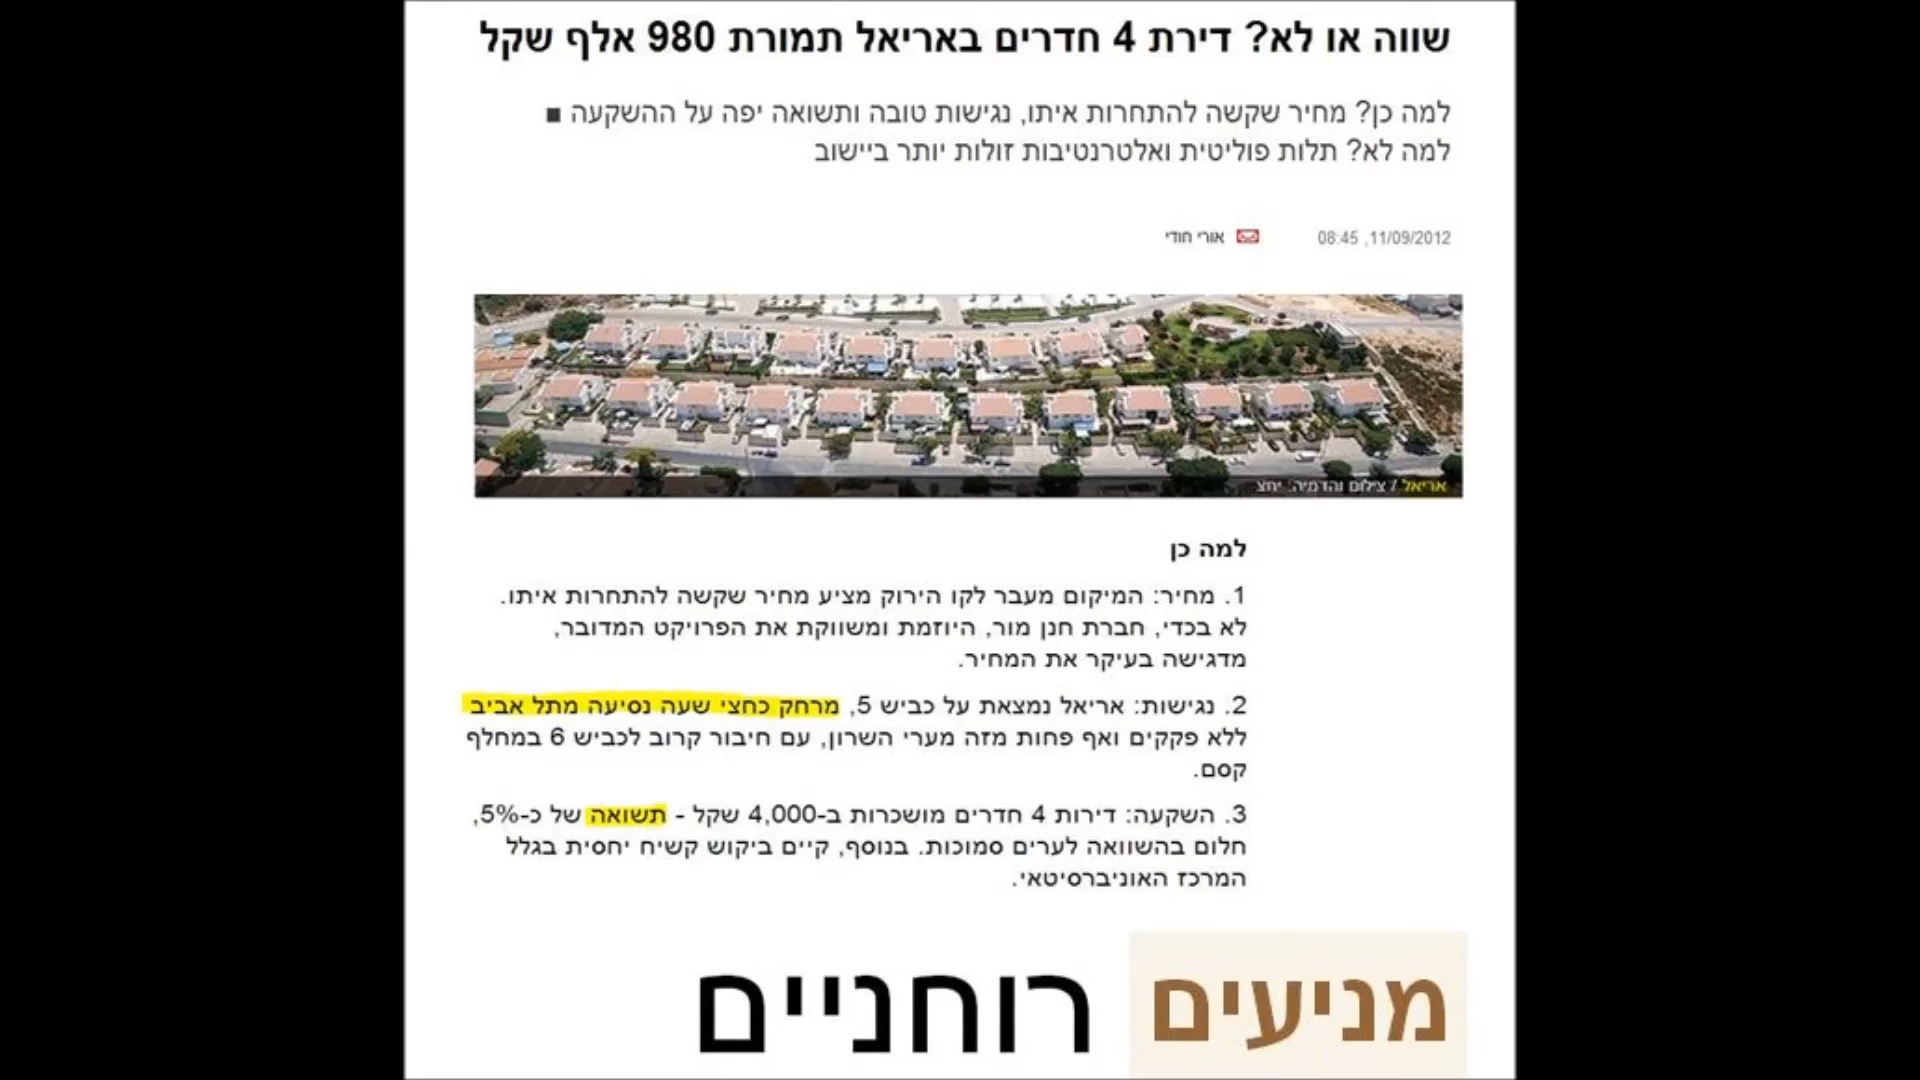 שווה או לא? דירת 4 חדרים באריאל תמורת 980 אלף שקל
למה כן? מחיר שקשה להתחרות איתו, נגישות טובה ותשואה יפה על ההשקעה ■
למה לא? תלות פוליטית ואלטרנטיבות זולות יותר ביישוב
11/09/2012, 08:45 אורי חודי
אריאל / צילום והדמיה: יחצ
למה כן
1. מחיר: המיקום מעבר לקו הירוק מציע מחיר שקשה להתחרות איתו.
לא בכדי, חברת חנן מור, היוזמת ומשווקת את הפרויקט המדובר,
מדגישה בעיקר את המחיר.
2. נגישות: אריאל נמצאת על כביש 5, מרחק כחצי שעה נסיעה מתל אביב
ללא פקקים ואף פחות מזה מערי השרון, עם חיבור קרוב לכביש 6 במחלף
קסם.
3. השקעה: דירות 4 חדרים מושכרות ב-4,000 שקל - תשואה של כ-5%,
חלום בהשוואה לערים סמוכות. בנוסף, קיים ביקוש קשיח יחסית בגלל
המרכז האוניברסיטאי.
מניעים רוחניים